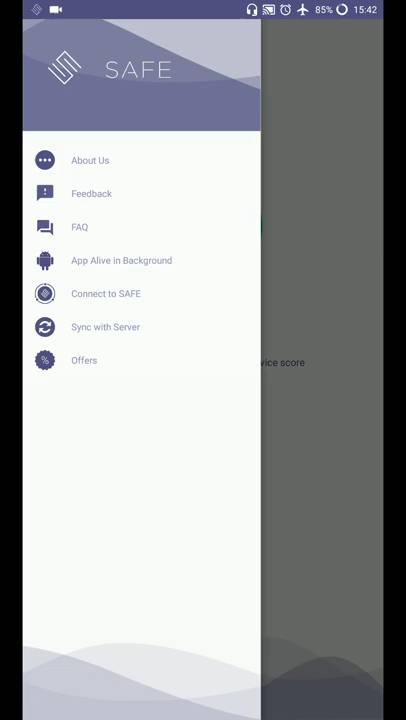 85% 15:42
SAFE
About Us
Feedback
FAQ
App Alive in Background
vice score
Connect to SAFE
Sync with Server
% Offers